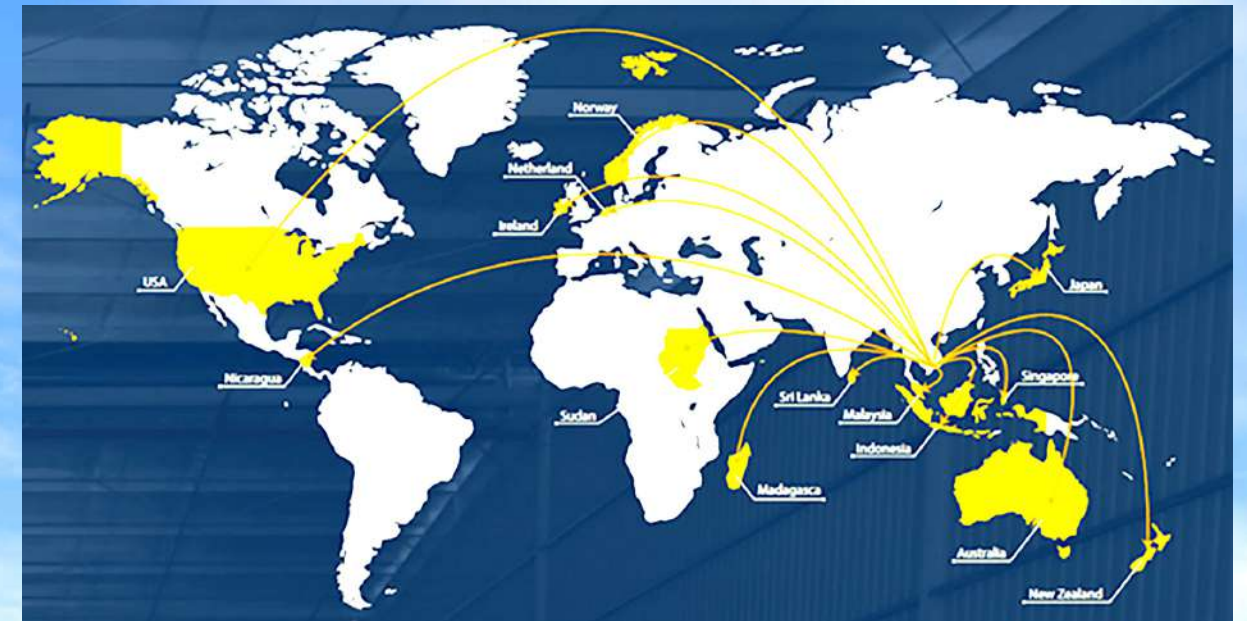 Norway
Netherland
Ireland
USA
Japan
Nicaragua
Sri Lanka
Singapore
Sudan
Malaysia
Indonesia
Madagasca
Australia
New Zealand